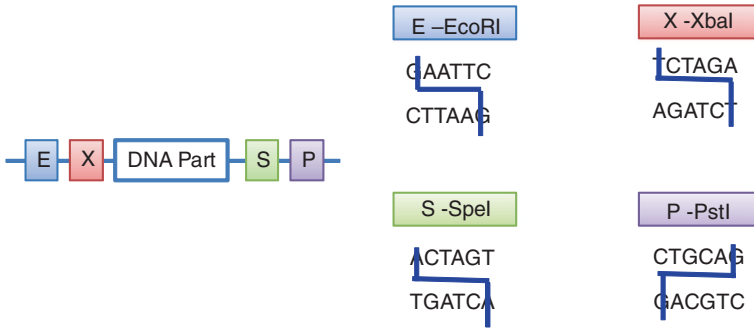 E –EcoRI
GAATTC
CTTAAG
X -XbaI
TCTAGA
AGATCT
E X DNA Part S P
S -SpeI
ACTAGT
TGATCA
P -PstI
CTGCAG
GACGTC